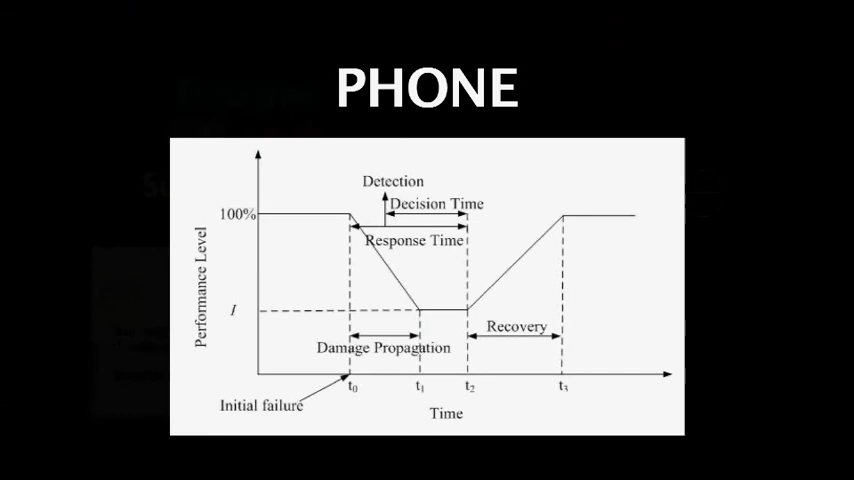 PHONE
Detection
Decision Time
100%
Response Time
Performance Level
I
Recovery
Damage Propagation
t0
t1
t2
t3
Initial failure
Time